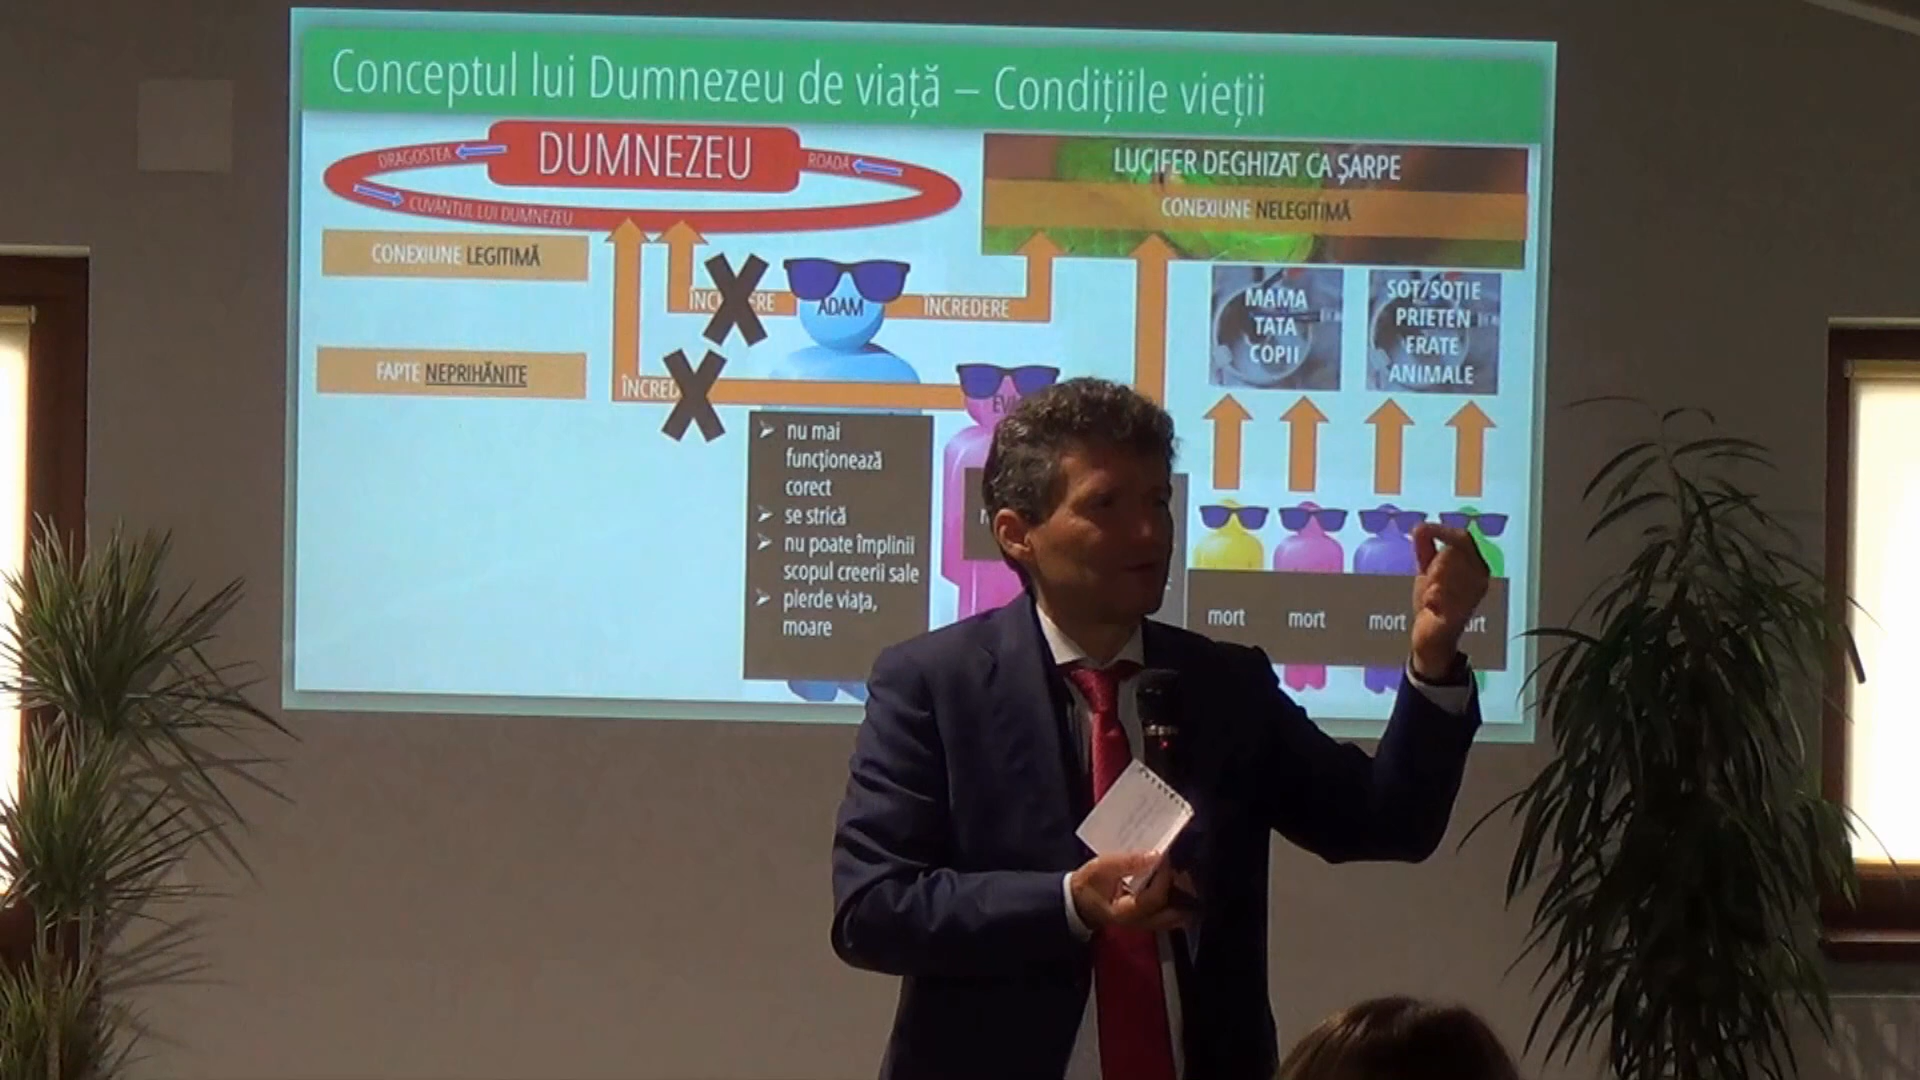 Conceptul lui Dumnezeu de viață – Condițiile vieții
DUMNEZEU
DRAGOSTEA
ROADĂ
CUVÂNTUL LUI DUMNEZEU
LUCIFER DEGHIZAT CA ȘARPE
CONEXIUNE NELEGITIMĂ
CONEXIUNE LEGITIMĂ
ADAM
INCREDERE
MAMA
TATA
COPII
SOȚ/SOȚIE
PRIETEN
FRATE
ANIMALE
FAPTE NEPRIHĂNITE
nu mai
funcționează
corect
se strică
nu poate împlinii
scopul creerii sale
pierde viața,
moare
mort
mort
mort